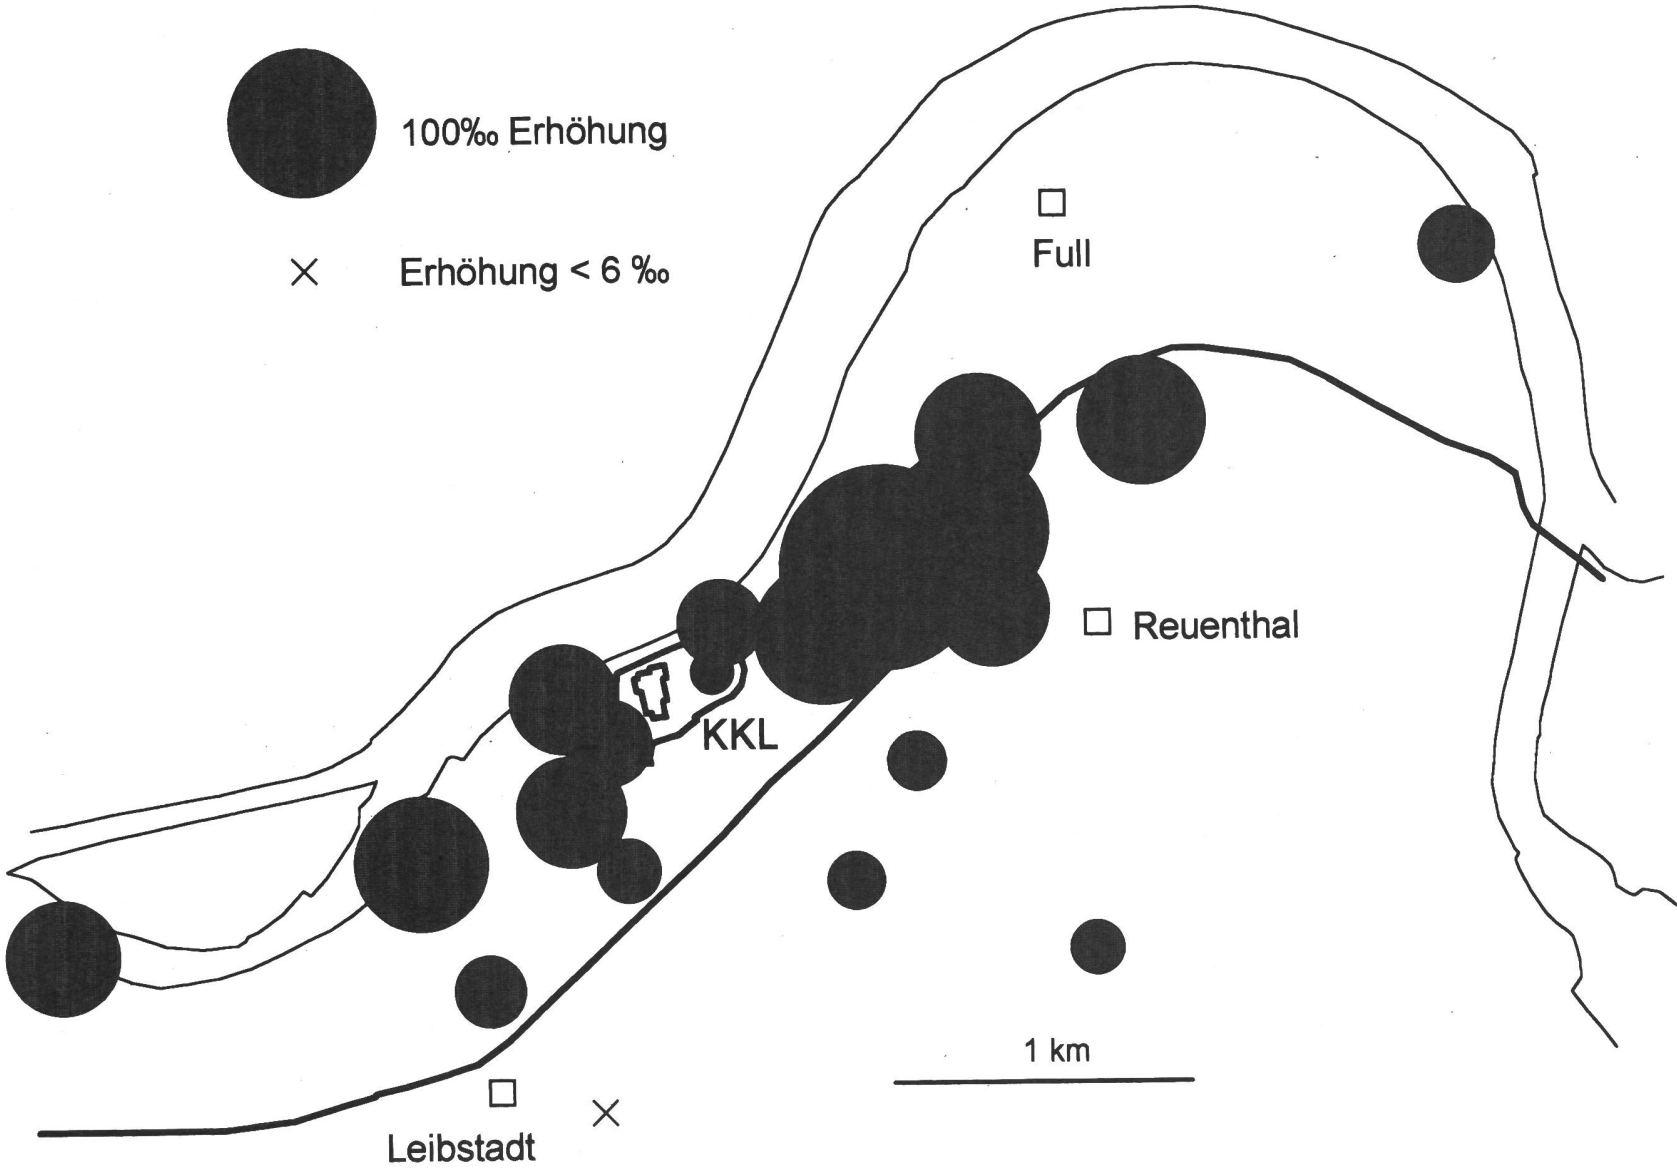 100‰ Erhöhung
Erhöhung < 6 ‰
Full
Reuenthal
KKL
1 km
Leibstadt